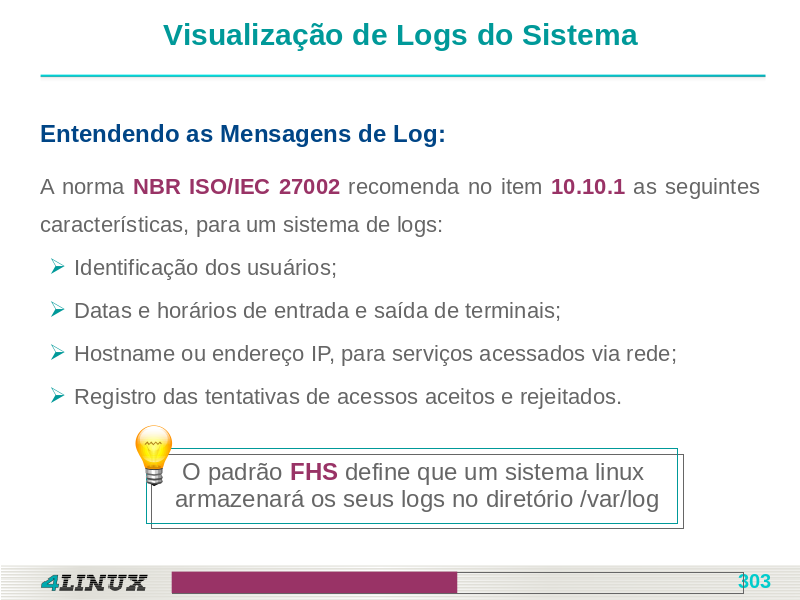 Visualização de Logs do Sistema
Entendendo as Mensagens de Log:
A norma NBR ISO/IEC 27002 recomenda no item 10.10.1 as seguintes
características, para um sistema de logs:
Identificação dos usuários;
Datas e horários de entrada e saída de terminais;
Hostname ou endereço IP, para serviços acessados via rede;
Registro das tentativas de acessos aceitos e rejeitados.
O padrão FHS define que um sistema linux
armazenará os seus logs no diretório /var/log
4LINUX
303